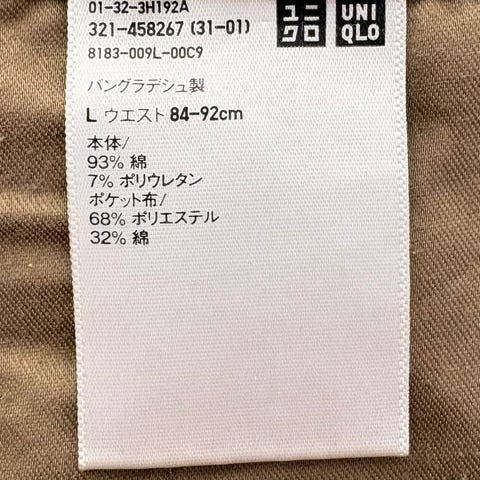 01-32-3H192A
321-458267 (31-01)
8183-009L-00C9
ユニ
クロ
UNI
QLO
バングラデシュ製
L ウエスト 84-92cm
本体/
93% 綿
7% ポリウレタン
ポケット布/
68% ポリエステル
32% 綿